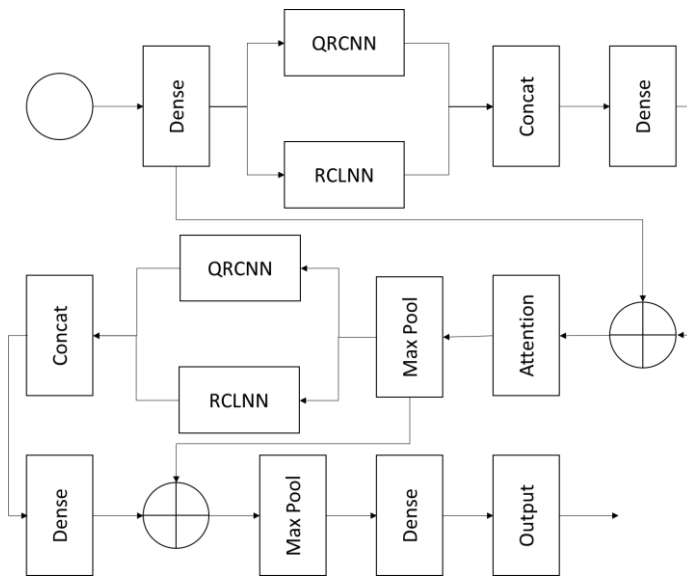 Dense
QRCNN
RCLNN
Concat
Dense
QRCNN
RCLNN
Concat
Max Pool
Attention
Dense
Max Pool
Dense
Output